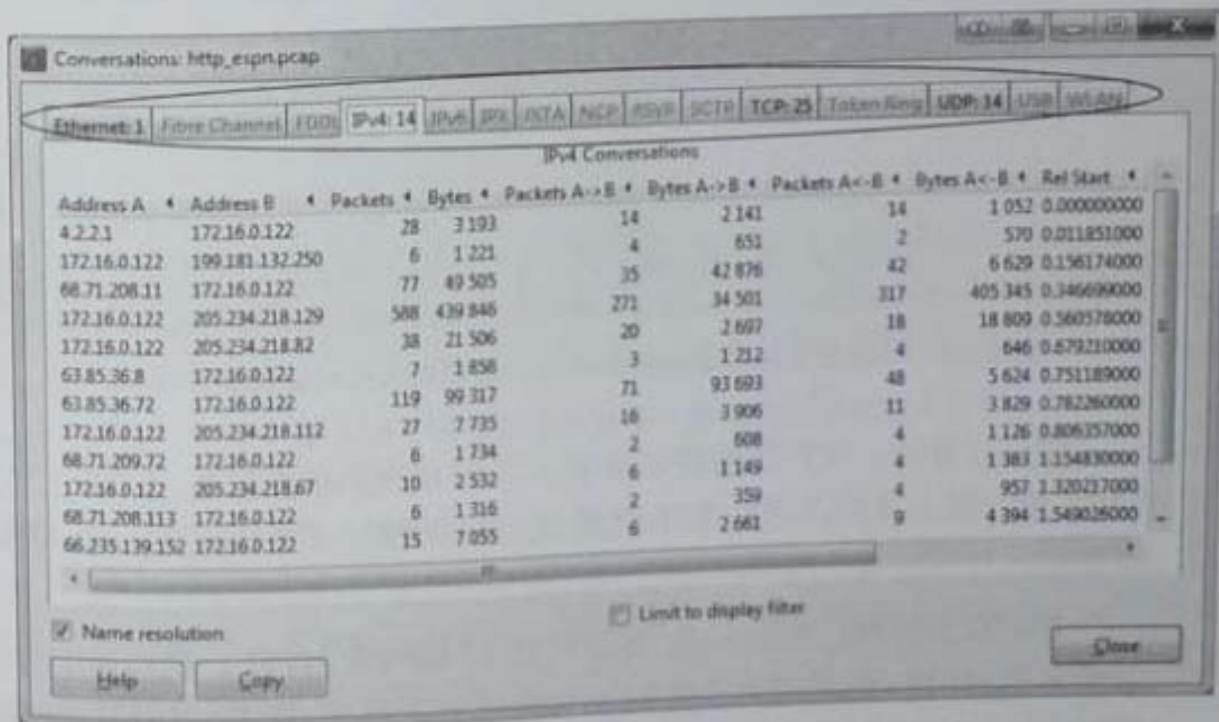 Conversations: http_espn.pcap
Ethernet: 1 Fibre Channel FDDI IPv4: 14 IPv6 IPX JXTA NCP RSVP SCTP TCP: 25 Token Ring UDP: 14 USB WLAN
IPv4 Conversations
Address A Address B Packets Bytes Packets A->B Bytes A->B Packets A<-B Bytes A<-B Rel Start
4.2.2.1 172.16.0.122 28 3 193 14 2 141 14 1 052 0.000000000
172.16.0.122 199.181.132.250 6 1 221 4 651 2 570 0.011851000
68.71.208.11 172.16.0.122 77 49 505 35 42 876 42 6 629 0.156174000
172.16.0.122 205.234.218.129 588 439 846 271 34 501 317 405 345 0.346699000
172.16.0.122 205.234.218.82 38 21 506 20 2 697 18 18 809 0.560578000
63.85.36.8 172.16.0.122 7 1 858 3 1 212 4 646 0.679210000
63.85.36.72 172.16.0.122 119 99 317 71 93 693 48 5 624 0.751189000
172.16.0.122 205.234.218.112 27 7 735 16 3 906 11 3 829 0.782260000
68.71.209.72 172.16.0.122 6 1 734 2 608 4 1 126 0.806357000
172.16.0.122 205.234.218.67 10 2 532 6 1 149 4 1 383 1.154830000
68.71.208.113 172.16.0.122 6 1 316 2 359 4 957 1.320217000
66.235.139.152 172.16.0.122 15 7 055 6 2 661 9 4 394 1.549026000
Name resolution Limit to display filter
Help Copy Close